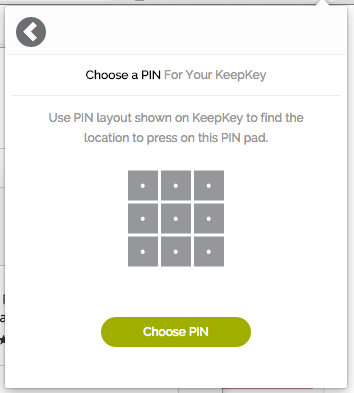 Choose a PIN For Your KeepKey
Use PIN layout shown on KeepKey to find the
location to press on this PIN pad.
Choose PIN